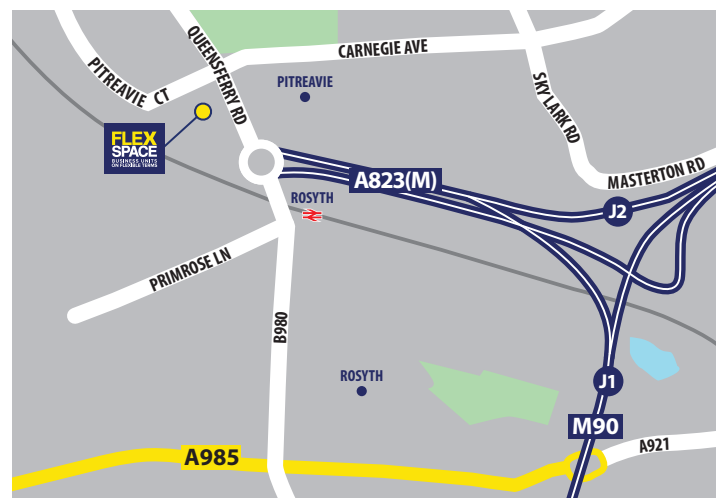 CARNEGIE AVE
QUEENSFERRY RD
PITREAVIE CT
PITREAVIE
SKY LARK RD
FLEX
SPACE
BUSINESS UNITS
ON FLEXIBLE TERMS
MASTERTON RD
A823(M)
ROSYTH
J2
PRIMROSE LN
B980
ROSYTH
J1
M90
A921
A985